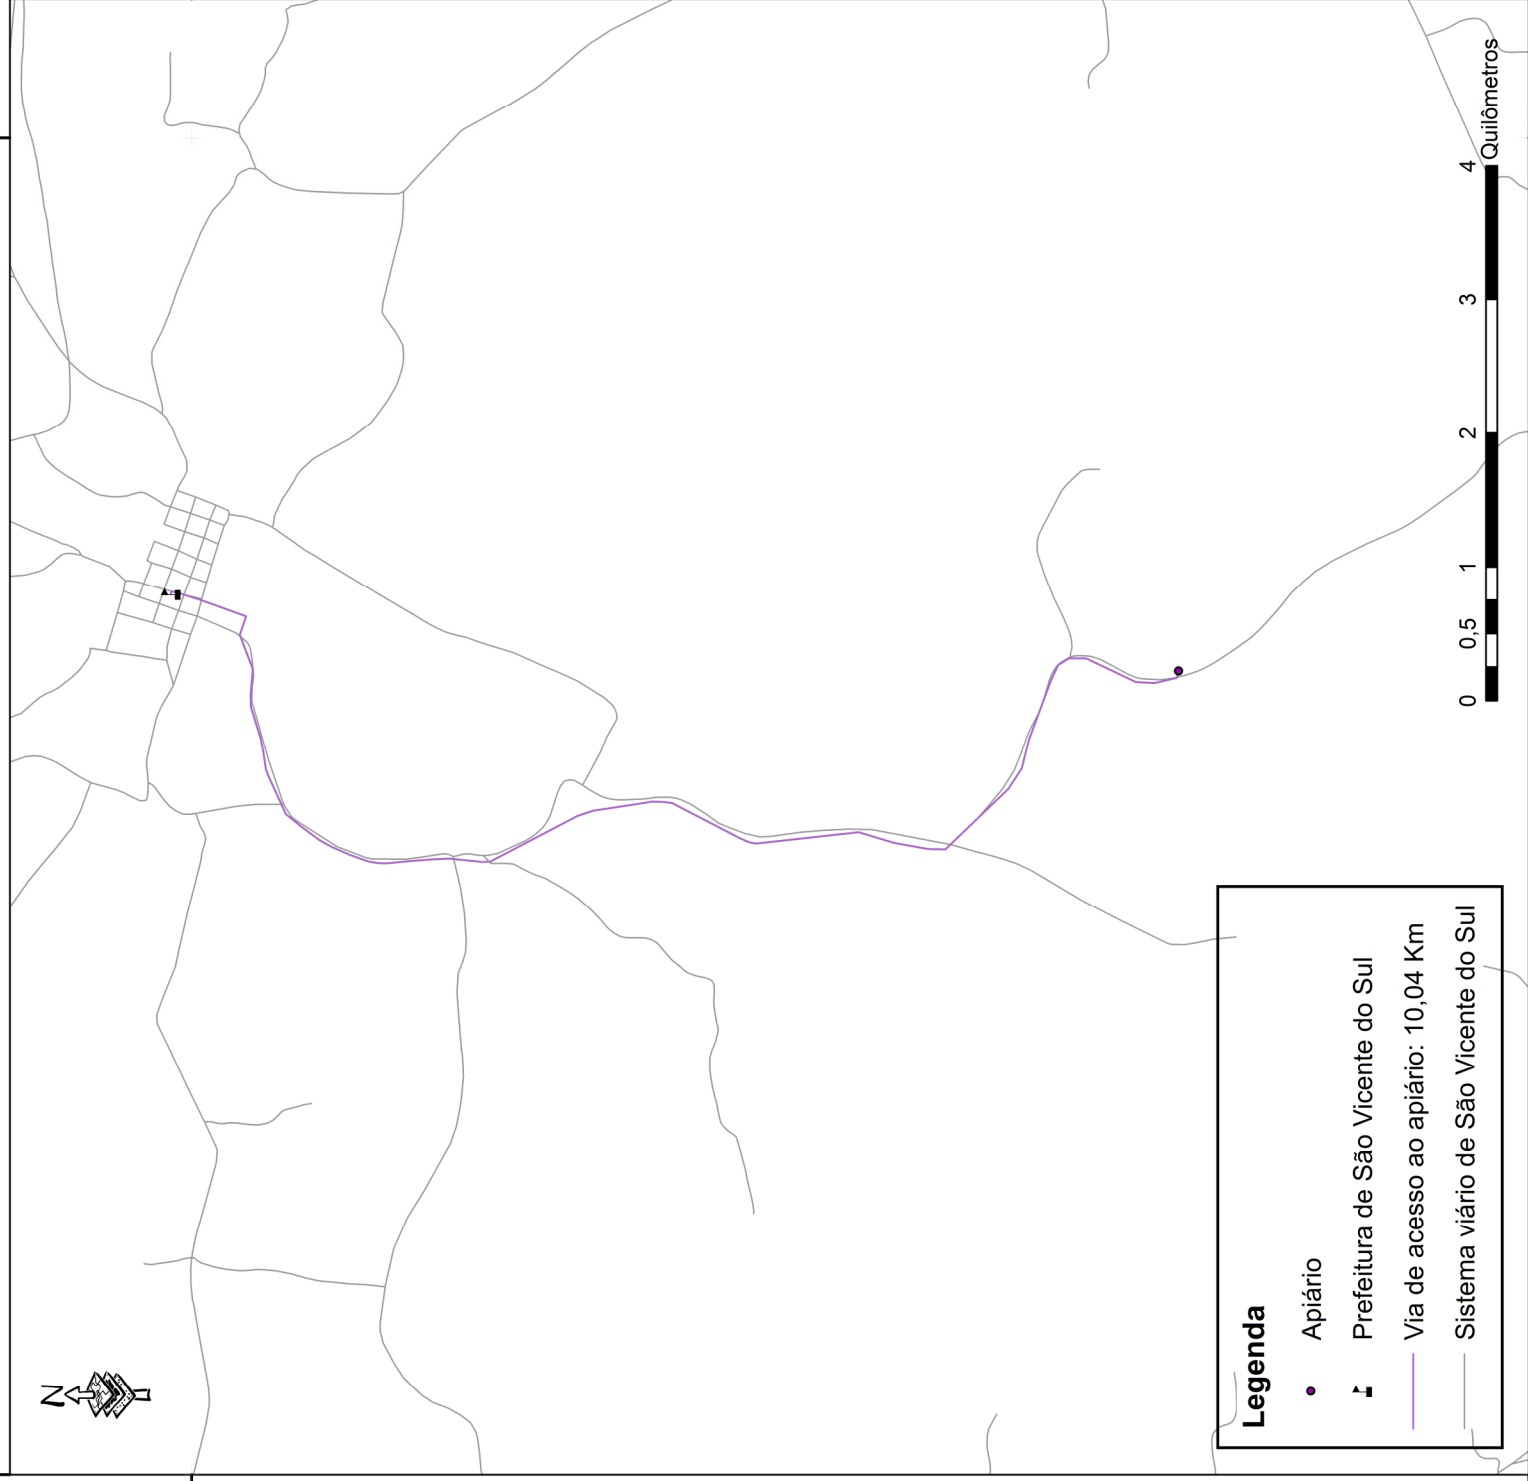 N
Legenda
Apiário
Prefeitura de São Vicente do Sul
Via de acesso ao apiário: 10,04 Km
Sistema viário de São Vicente do Sul
0 0,5 1 2 3 4
Quilômetros